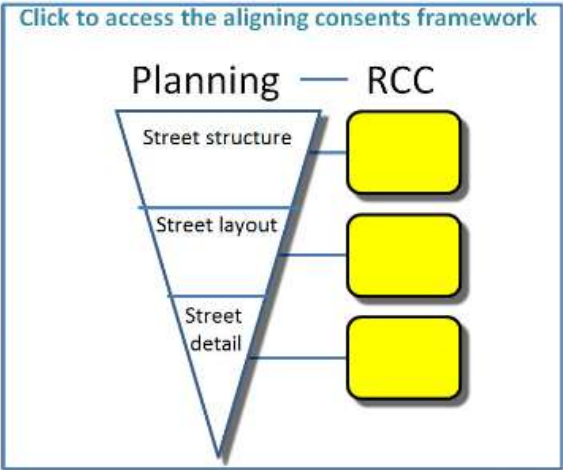 Click to access the aligning consents framework
Planning — RCC
Street structure
Street layout
Street
detail